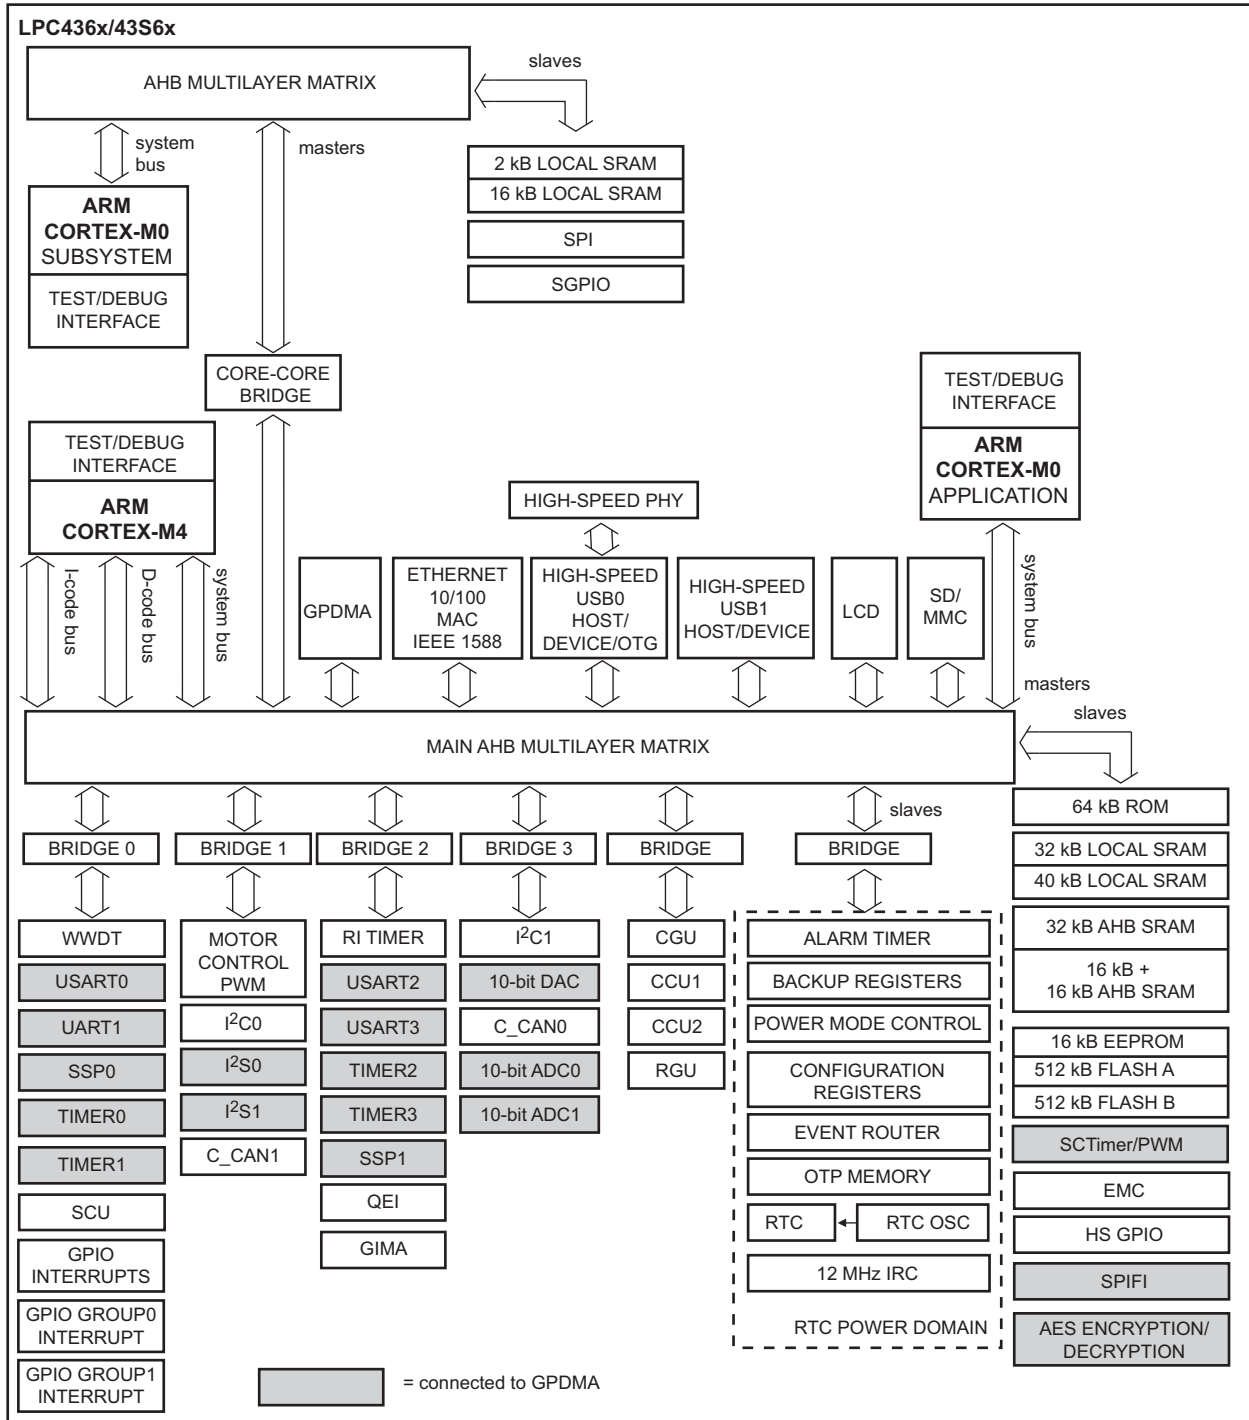 LPC436x/43S6x
AHB MULTILAYER MATRIX
slaves
system
bus
masters
2 kB LOCAL SRAM
16 kB LOCAL SRAM
SPI
SGPIO
ARM
CORTEX-M0
SUBSYSTEM
TEST/DEBUG
INTERFACE
CORE-CORE
BRIDGE
TEST/DEBUG
INTERFACE
ARM
CORTEX-M0
APPLICATION
TEST/DEBUG
INTERFACE
ARM
CORTEX-M4
HIGH-SPEED PHY
I-code bus
D-code bus
system bus
GPDMA
ETHERNET
10/100
MAC
IEEE 1588
HIGH-SPEED
USB0
HOST/
DEVICE/OTG
HIGH-SPEED
USB1
HOST/DEVICE
LCD
SD/
MMC
system bus
masters
slaves
MAIN AHB MULTILAYER MATRIX
slaves
BRIDGE 0
BRIDGE 1
BRIDGE 2
BRIDGE 3
BRIDGE
BRIDGE
WWDT
USART0
UART1
SSP0
TIMER0
TIMER1
SCU
GPIO
INTERRUPTS
GPIO GROUP0
INTERRUPT
GPIO GROUP1
INTERRUPT
MOTOR
CONTROL
PWM
I2C0
I2S0
I2S1
C_CAN1
RI TIMER
USART2
USART3
TIMER2
TIMER3
SSP1
QEI
GIMA
I2C1
10-bit DAC
C_CAN0
10-bit ADC0
10-bit ADC1
CGU
CCU1
CCU2
RGU
ALARM TIMER
BACKUP REGISTERS
POWER MODE CONTROL
CONFIGURATION
REGISTERS
EVENT ROUTER
OTP MEMORY
RTC
RTC OSC
12 MHz IRC
RTC POWER DOMAIN
64 kB ROM
32 kB LOCAL SRAM
40 kB LOCAL SRAM
32 kB AHB SRAM
16 kB +
16 kB AHB SRAM
16 kB EEPROM
512 kB FLASH A
512 kB FLASH B
SCTimer/PWM
EMC
HS GPIO
SPIFI
AES ENCRYPTION/
DECRYPTION
= connected to GPDMA